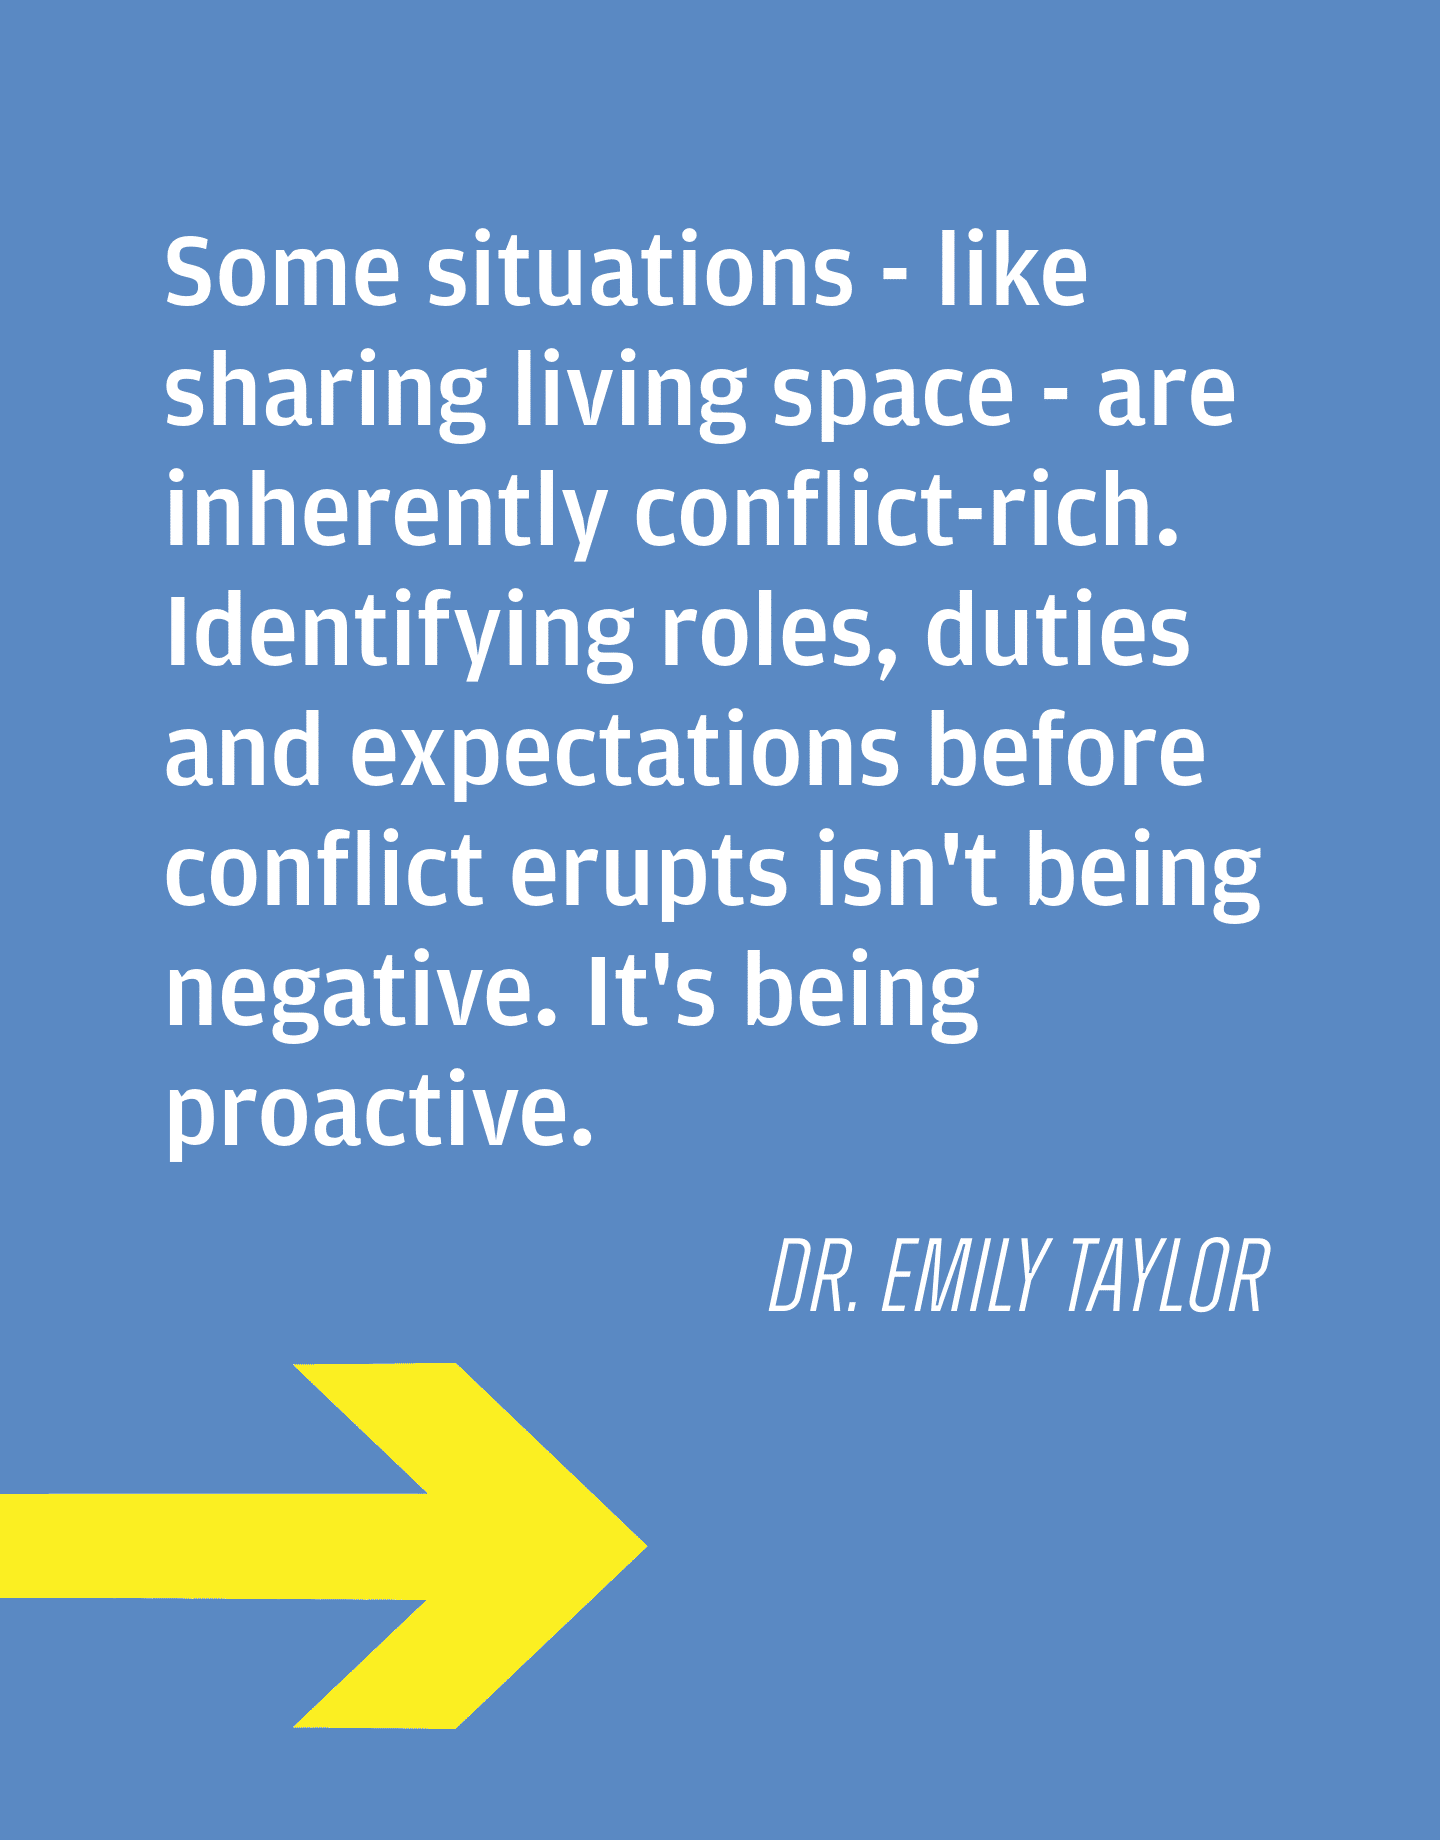 Some situations - like
sharing living space - are
inherently conflict-rich.
Identifying roles, duties
and expectations before
conflict erupts isn't being
negative. It's being
proactive.
DR. EMILY TAYLOR